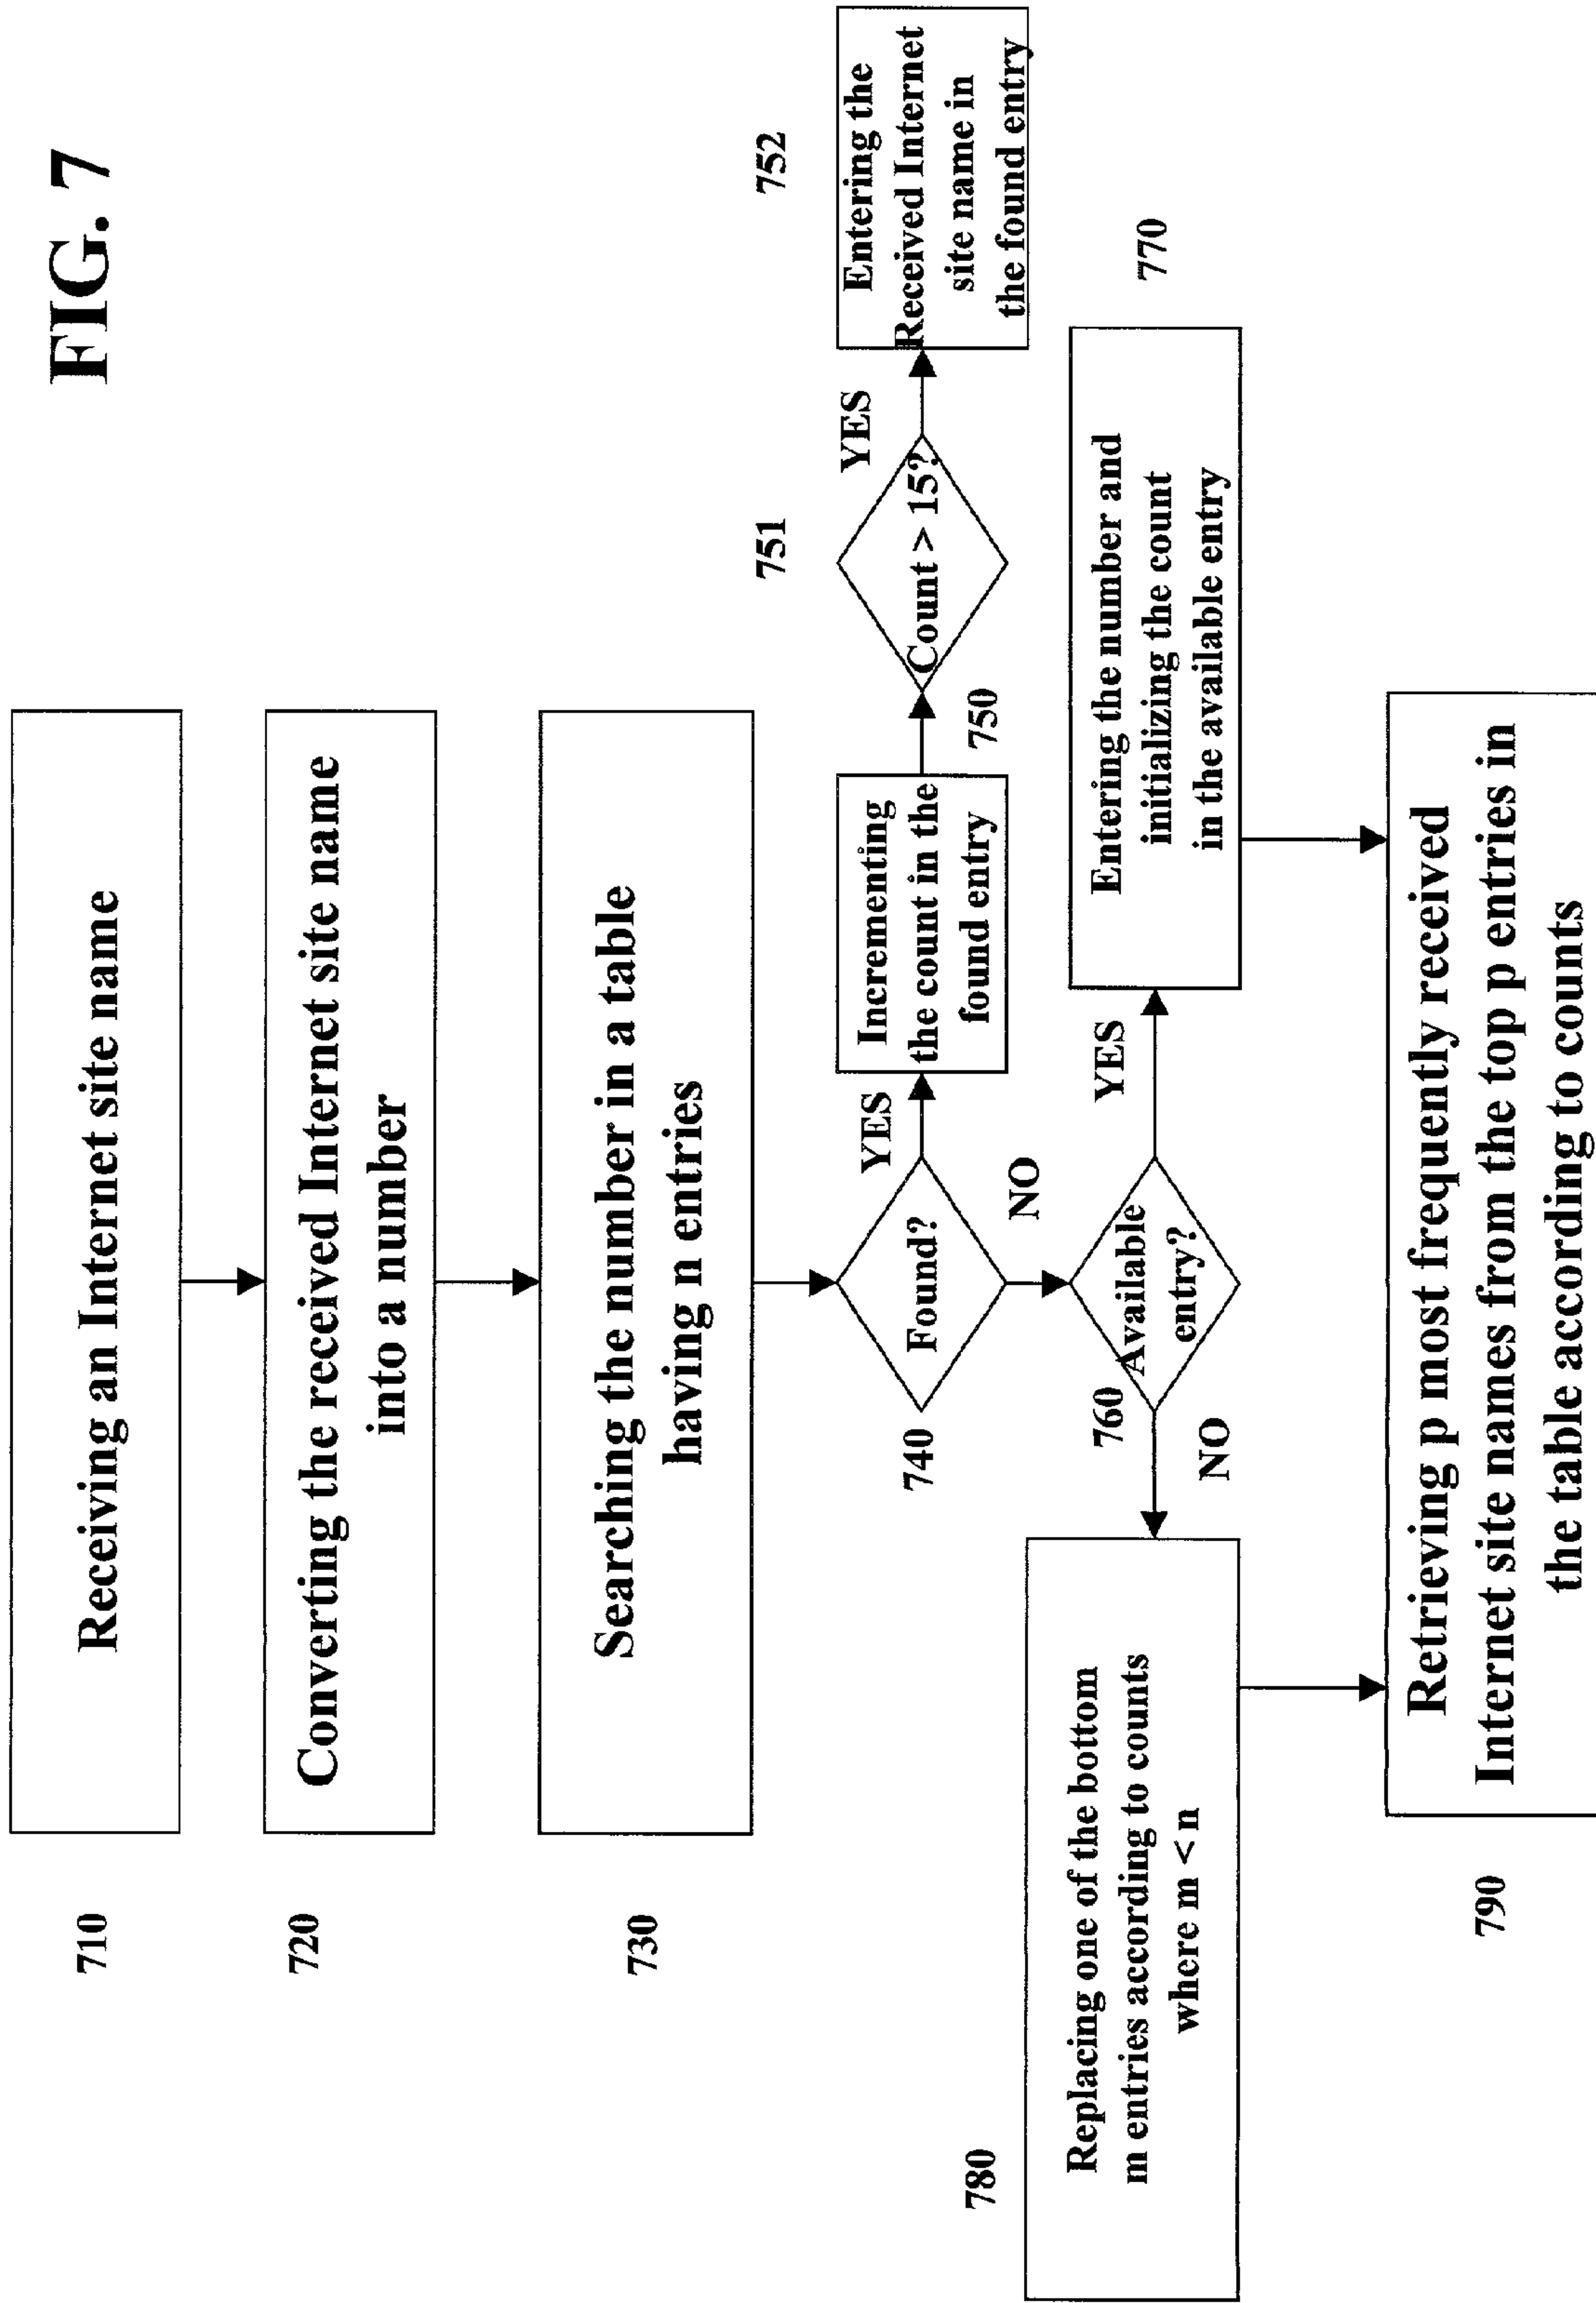 FIG. 7
710
Receiving an Internet site name
720
Converting the received Internet site name
into a number
730
Searching the number in a table
having n entries
740
Found?
YES
NO
750
Incrementing
the count in the
found entry
751
Count > 15?
YES
752
Entering the
Received Internet
site name in
the found entry
760
Available
entry?
YES
NO
770
Entering the number and
initializing the count
in the available entry
780
Replacing one of the bottom
m entries according to counts
where m < n
790
Retrieving p most frequently received
Internet site names from the top p entries in
the table according to counts